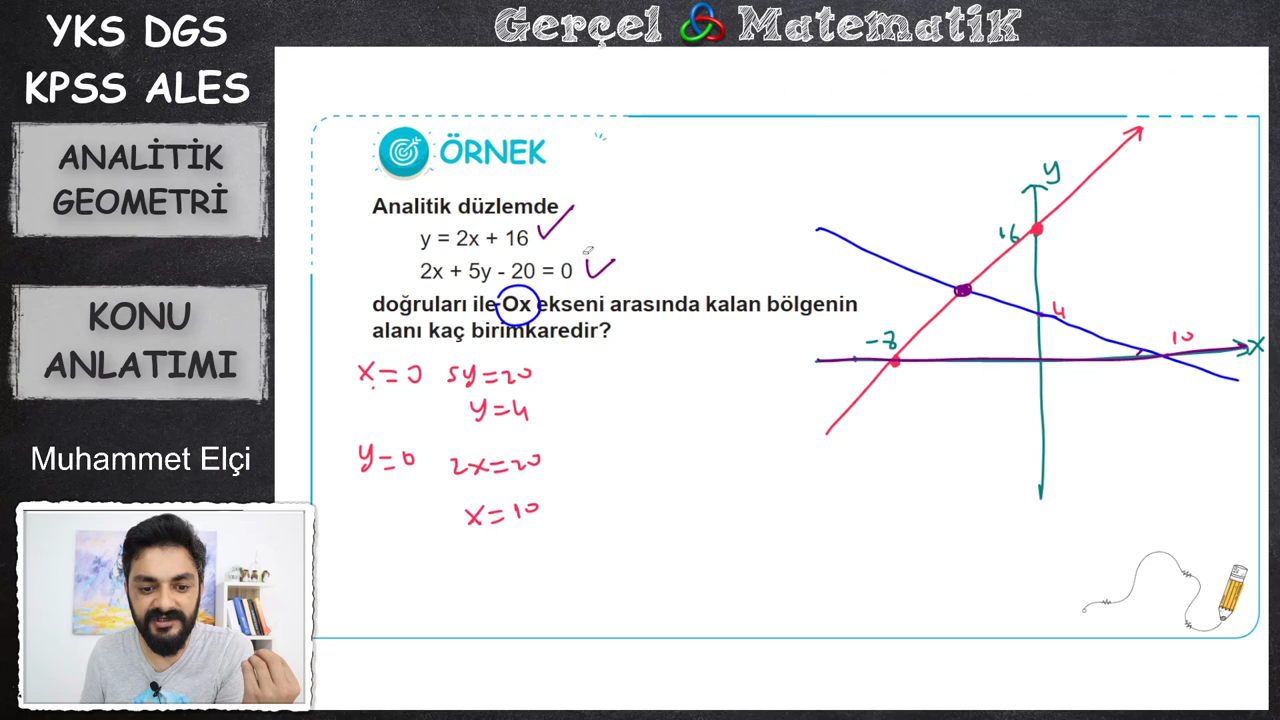 YKS DGS
KPSS ALES
ANALİTİK
GEOMETRİ
KONU
ANLATIMI
Muhammet Elçi
Gerçel Matematik
ÖRNEK
Analitik düzlemde
y = 2x + 16
2x + 5y - 20 = 0
doğruları ile Ox ekseni arasında kalan bölgenin
alanı kaç birimkaredir?
x=0 5y=20
y=4
y=0 2x=20
x=10
y
16
4
-8
10
x